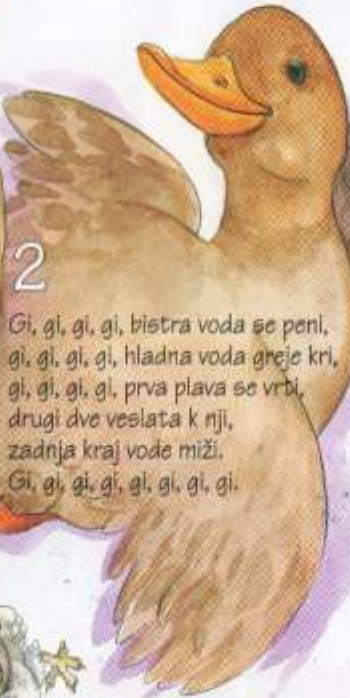 2
Gi, gi, gi, gi, bistra voda se peni,
gi, gi, gi, gi, hladna voda greje kri,
gi, gi, gi, gi, prva plava se vrti,
drugi dve veslata k nji,
zadnja kraj vode miži.
Gi, gi, gi, gi, gi, gi, gi, gi.